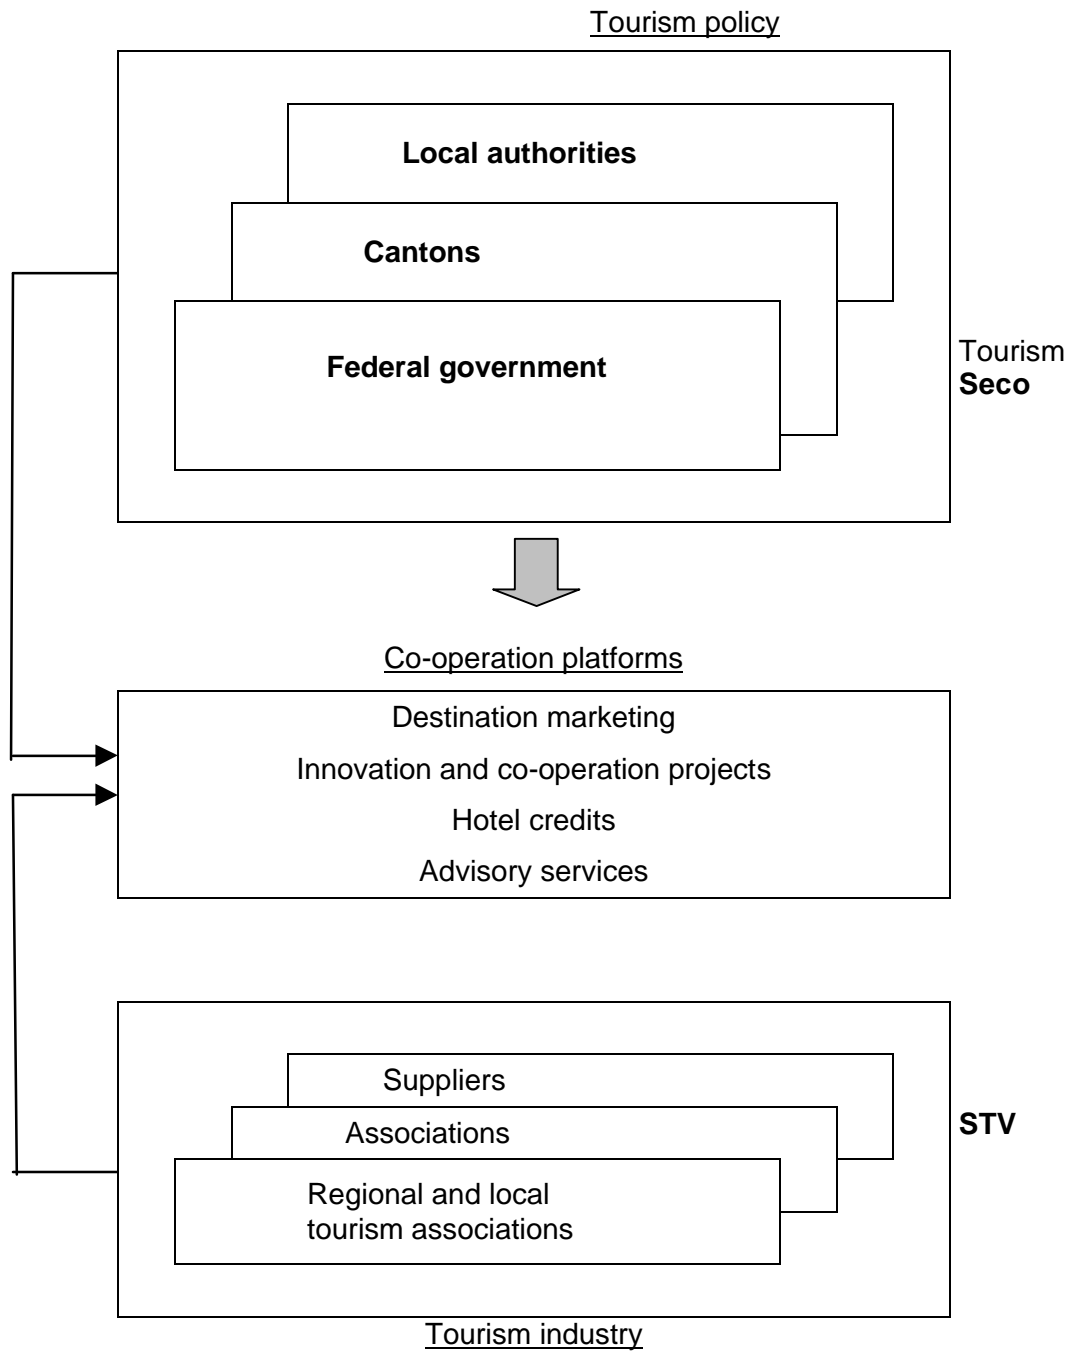 Tourism policy
Local authorities
Cantons
Federal government
Tourism
Seco
Co-operation platforms
Destination marketing
Innovation and co-operation projects
Hotel credits
Advisory services
Suppliers
Associations
Regional and local
tourism associations
STV
Tourism industry